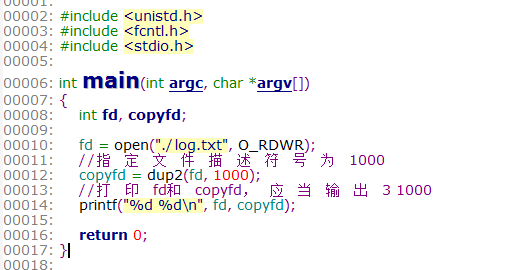 00001:
00002: #include <unistd.h>
00003: #include <fcntl.h>
00004: #include <stdio.h>
00005:
00006: int main(int argc, char *argv[])
00007: {
00008: int fd, copyfd;
00009:
00010: fd = open("./log.txt", O_RDWR);
00011: //指定文件描述符号为 1000
00012: copyfd = dup2(fd, 1000);
00013: //打印 fd和 copyfd， 应当输出 3 1000
00014: printf("%d %d\n", fd, copyfd);
00015:
00016: return 0;
00017: }
00018: